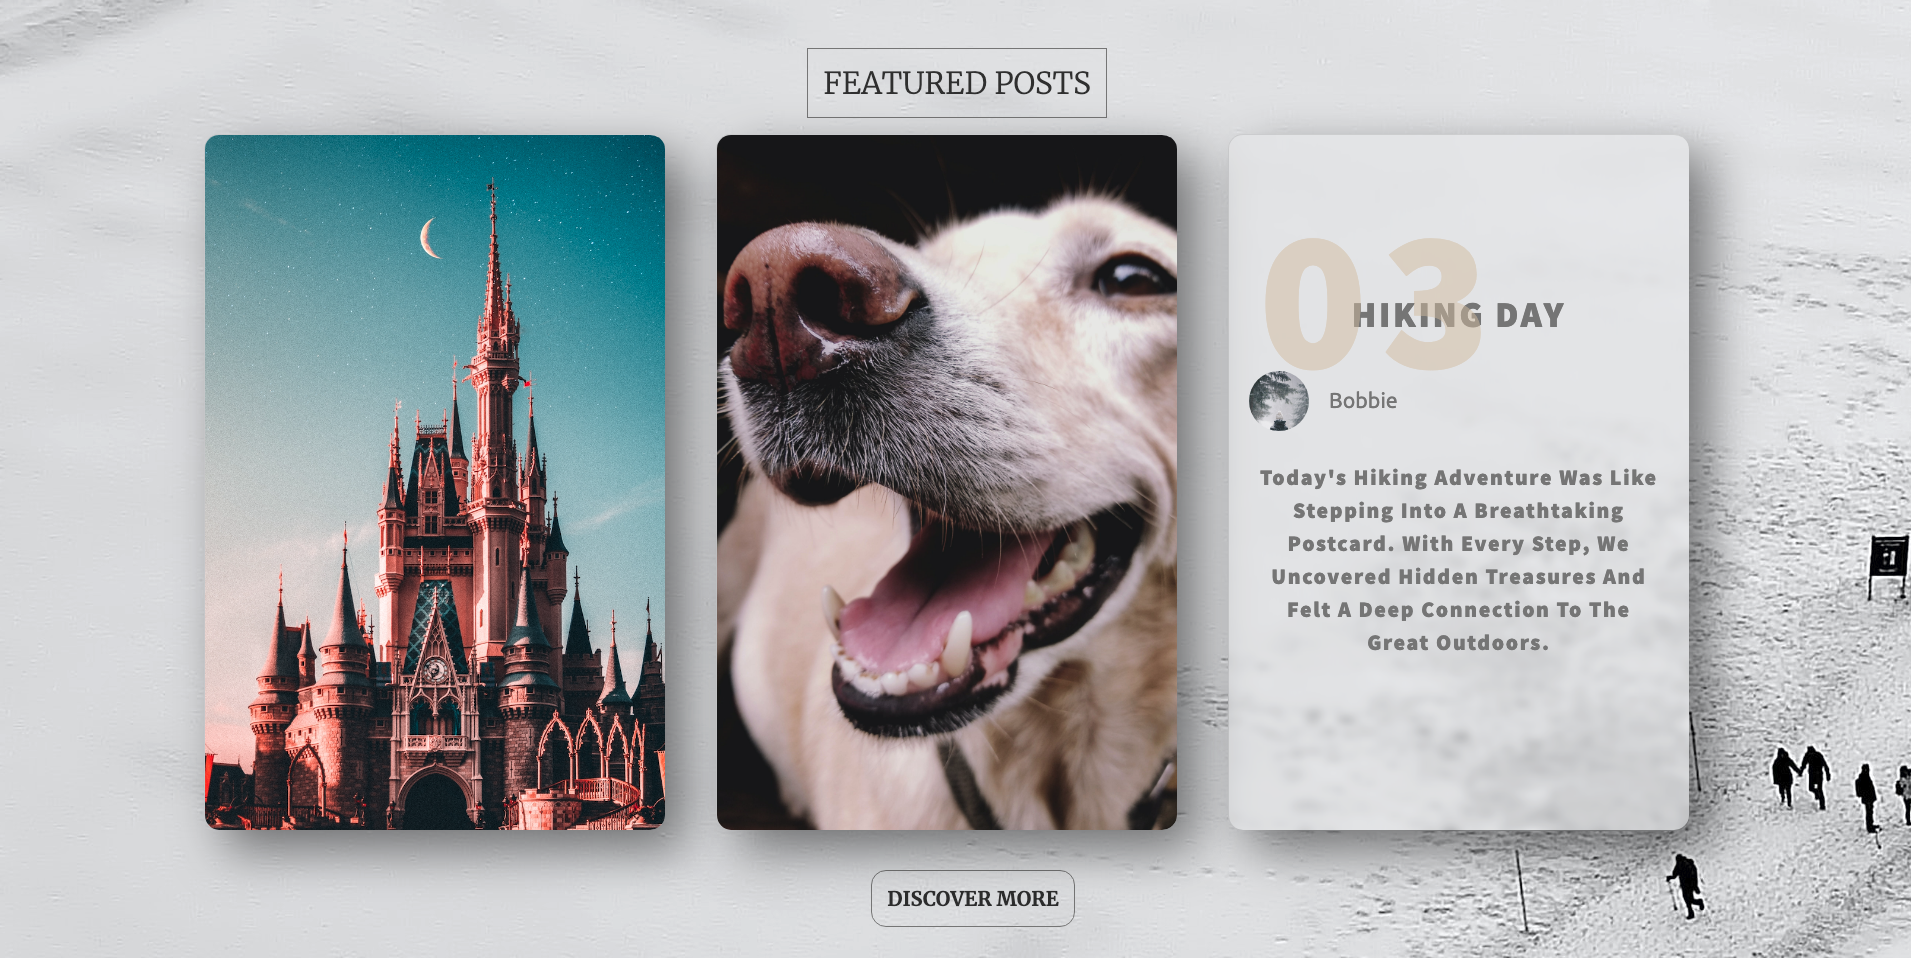 FEATURED POSTS
03
HIKING DAY
Bobbie
Today's Hiking Adventure Was Like
Stepping Into A Breathtaking
Postcard. With Every Step, We
Uncovered Hidden Treasures And
Felt A Deep Connection To The
Great Outdoors.
DISCOVER MORE